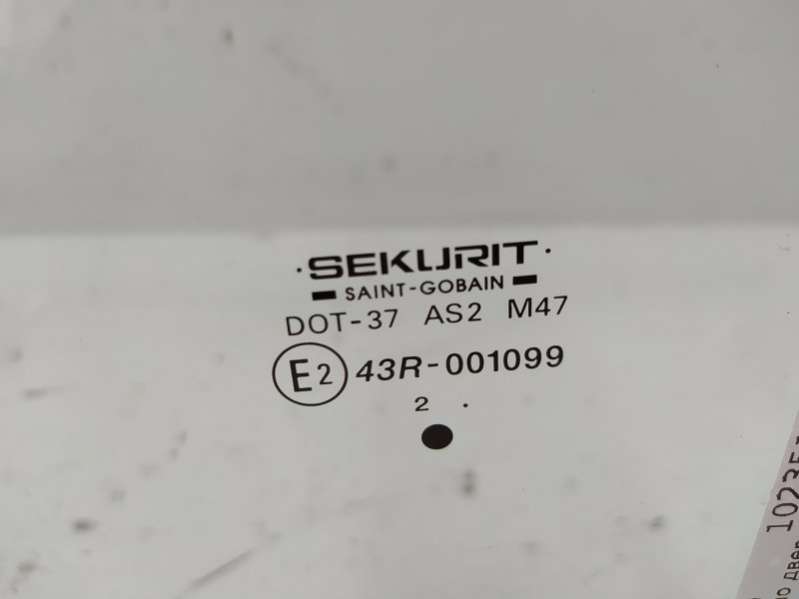 ·SEKURIT·
SAINT-GOBAIN
DOT-37 AS2 M47
E2 43R-001099
2 .